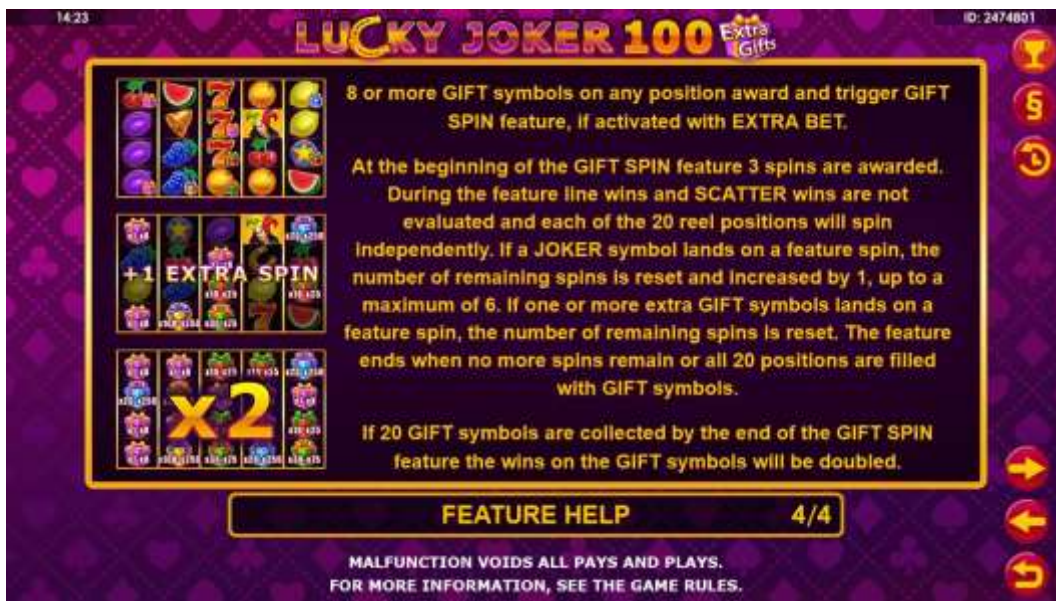 14:23
ID: 2474801
LUCKY JOKER 100 Extra
Gifts
8 or more GIFT symbols on any position award and trigger GIFT
SPIN feature, if activated with EXTRA BET.
At the beginning of the GIFT SPIN feature 3 spins are awarded.
During the feature line wins and SCATTER wins are not
evaluated and each of the 20 reel positions will spin
independently. If a JOKER symbol lands on a feature spin, the
number of remaining spins is reset and increased by 1, up to a
maximum of 6. If one or more extra GIFT symbols lands on a
feature spin, the number of remaining spins is reset. The feature
ends when no more spins remain or all 20 positions are filled
with GIFT symbols.
If 20 GIFT symbols are collected by the end of the GIFT SPIN
feature the wins on the GIFT symbols will be doubled.
+1 EXTRA SPIN
x2
FEATURE HELP 4/4
MALFUNCTION VOIDS ALL PAYS AND PLAYS.
FOR MORE INFORMATION, SEE THE GAME RULES.